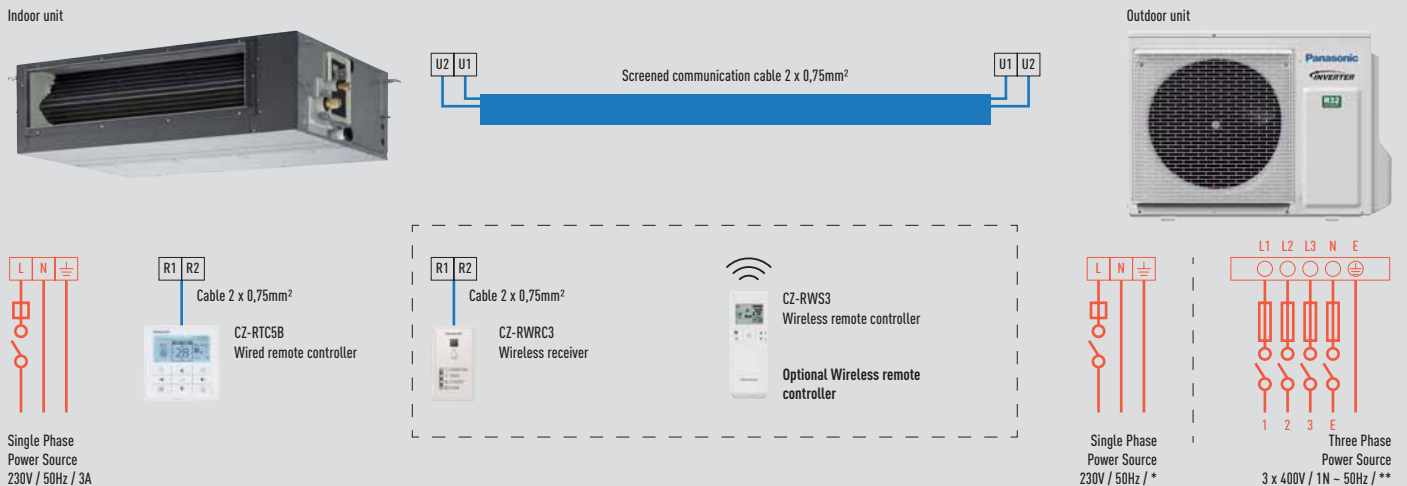 Indoor unit
Outdoor unit
U2 U1
Screened communication cable 2 x 0,75mm²
U1 U2
Panasonic
INVERTER
R32
L N
R1 R2
Cable 2 x 0,75mm²
CZ-RTC5B
Wired remote controller
R1 R2
Cable 2 x 0,75mm²
CZ-RWRC3
Wireless receiver
CZ-RWS3
Wireless remote controller
Optional Wireless remote
controller
L N
L1 L2 L3 N E
1 2 3 E
Single Phase
Power Source
230V / 50Hz / 3A
Single Phase
Power Source
230V / 50Hz / *
Three Phase
Power Source
3 x 400V / 1N ~ 50Hz / **